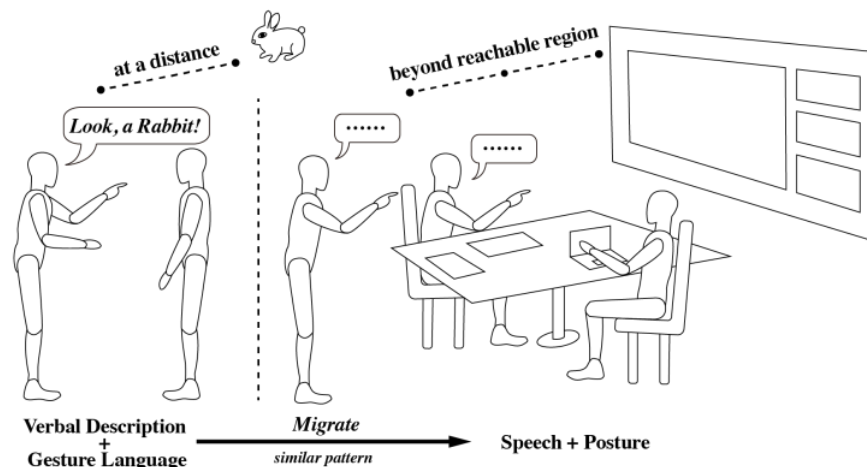 at a distance
Look, a Rabbit!
beyond reachable region
······
······
Verbal Description
+
Gesture Language
Migrate
similar pattern
Speech + Posture